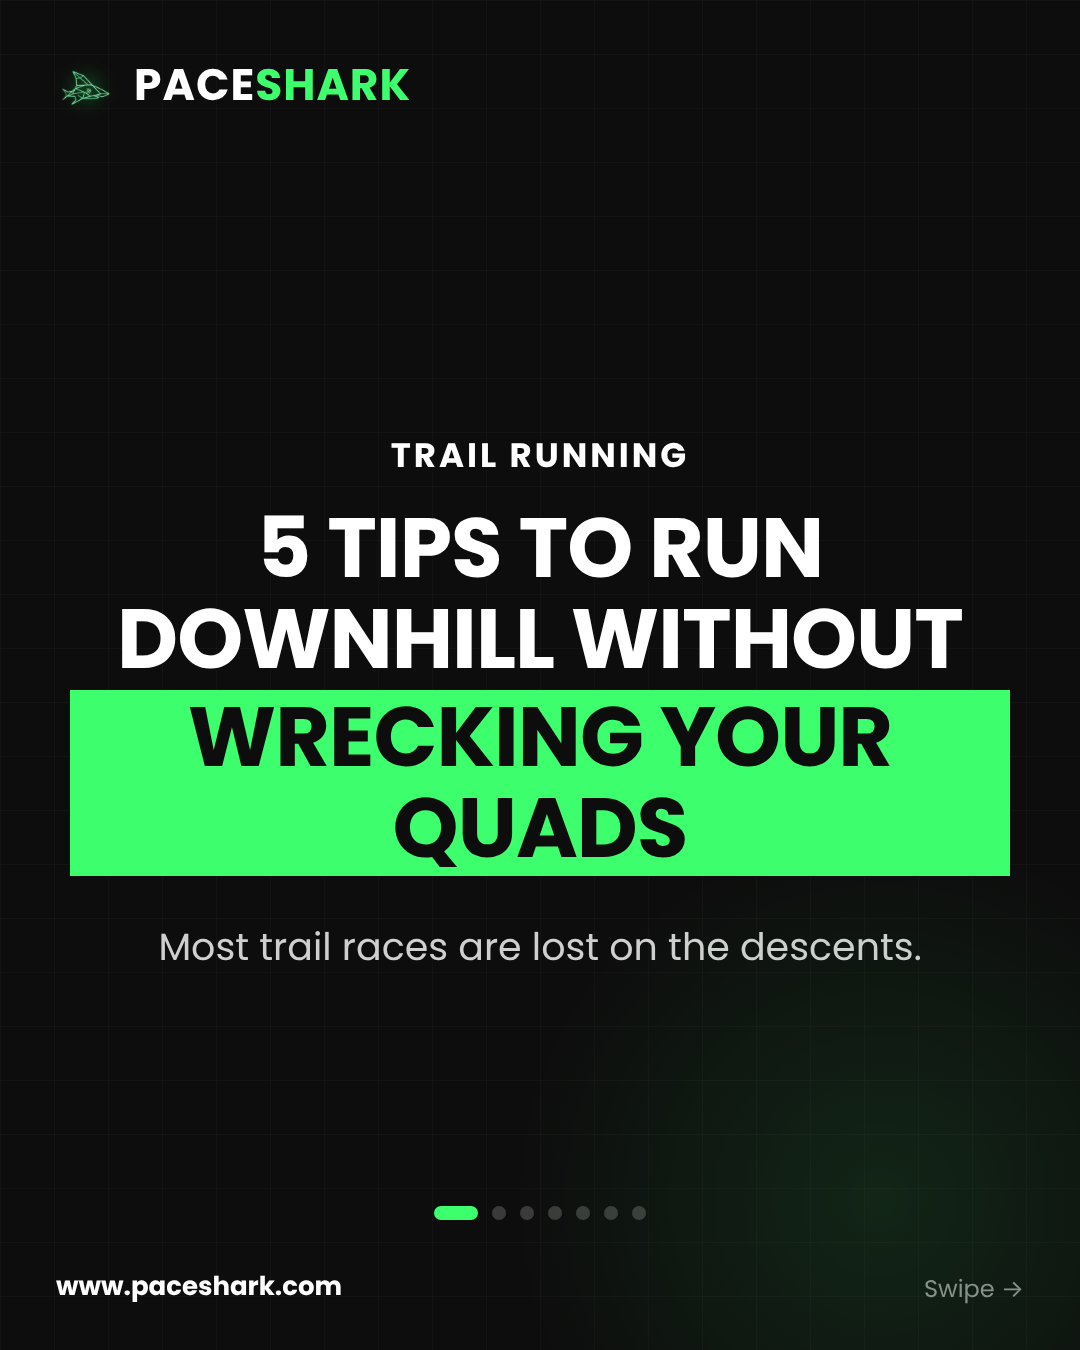 PACESHARK
TRAIL RUNNING
5 TIPS TO RUN
DOWNHILL WITHOUT
WRECKING YOUR
QUADS
Most trail races are lost on the descents.
www.paceshark.com
Swipe →